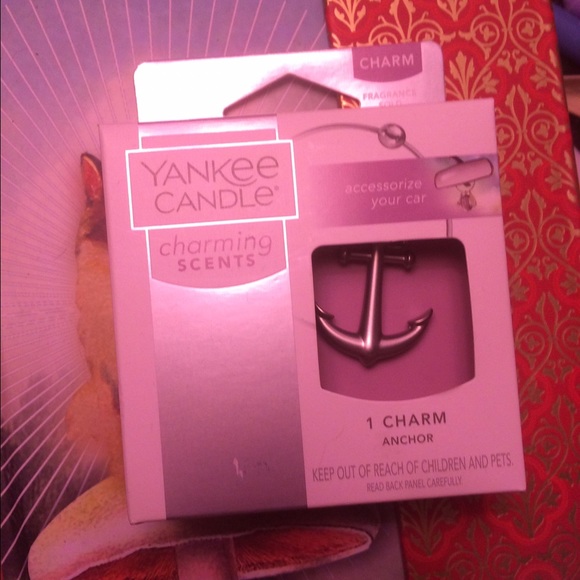 CHARM
FRAGRANCE
YANKEE
CANDLE®
charming
SCENTS
accessorize
your car
1 CHARM
ANCHOR
KEEP OUT OF REACH OF CHILDREN AND PETS.
READ BACK PANEL CAREFULLY.